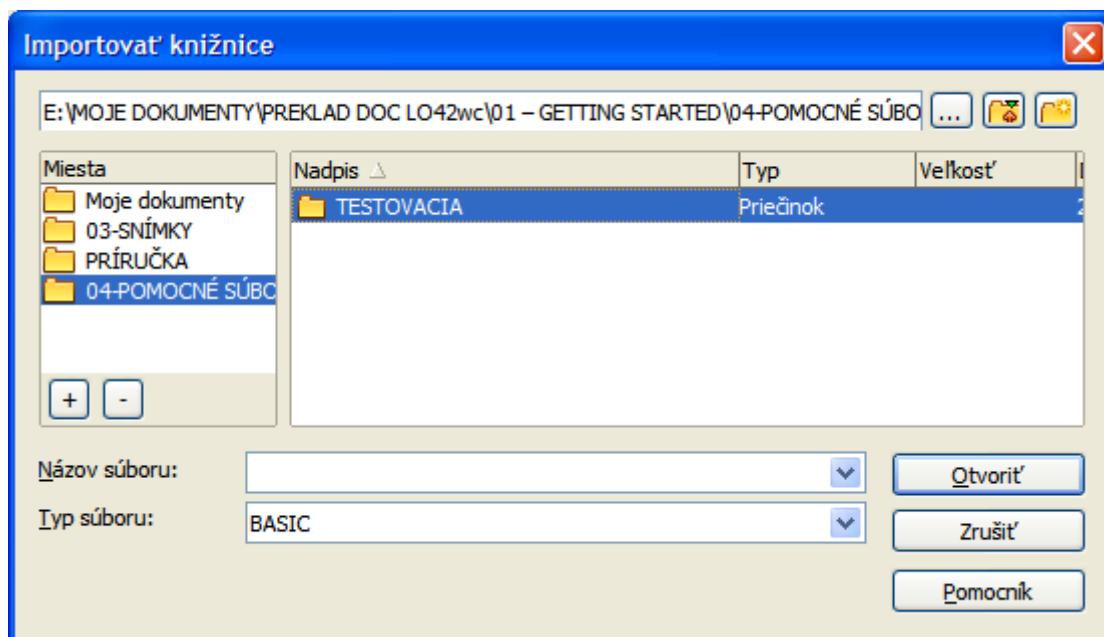 Importovať knižnice
E:\MOJE DOKUMENTY\PREKLAD DOC LO42wc\01 – GETTING STARTED\04-POMOCNÉ SÚBO ...
Miesta
Moje dokumenty
03-SNÍMKY
PRÍRUČKA
04-POMOCNÉ SÚBO
+ -
Nadpis Typ Veľkosť
TESTOVACIA Priečinok
Názov súboru:
Otvoriť
Typ súboru: BASIC
Zrušiť
Pomocník